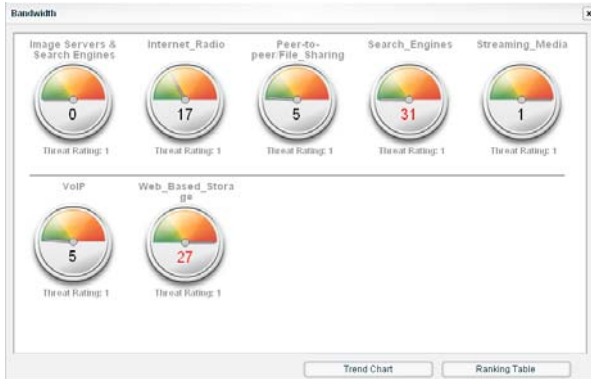 Bandwidth
Image Servers &
Search Engines
0
Threat Rating: 1
Internet_Radio
17
Threat Rating: 1
Peer-to-
peer/File_Sharing
5
Threat Rating: 1
Search_Engines
31
Threat Rating: 1
Streaming_Media
1
Threat Rating: 1
VoIP
5
Threat Rating: 1
Web_Based_Stora
ge
27
Threat Rating: 1
Trend Chart
Ranking Table